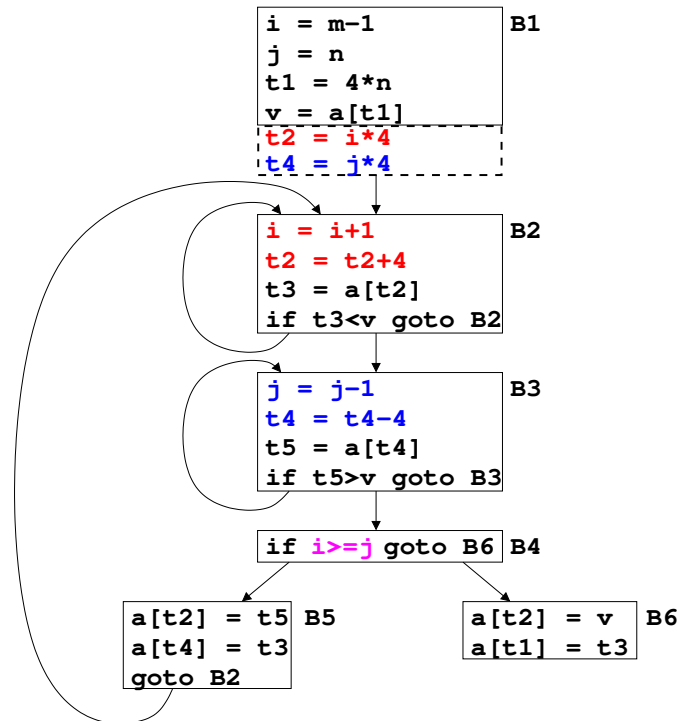 i = m-1 B1
j = n
t1 = 4*n
v = a[t1]
t2 = i*4
t4 = j*4
i = i+1 B2
t2 = t2+4
t3 = a[t2]
if t3<v goto B2
j = j-1 B3
t4 = t4-4
t5 = a[t4]
if t5>v goto B3
if i>=j goto B6 B4
a[t2] = t5 B5
a[t4] = t3
goto B2
a[t2] = v B6
a[t1] = t3